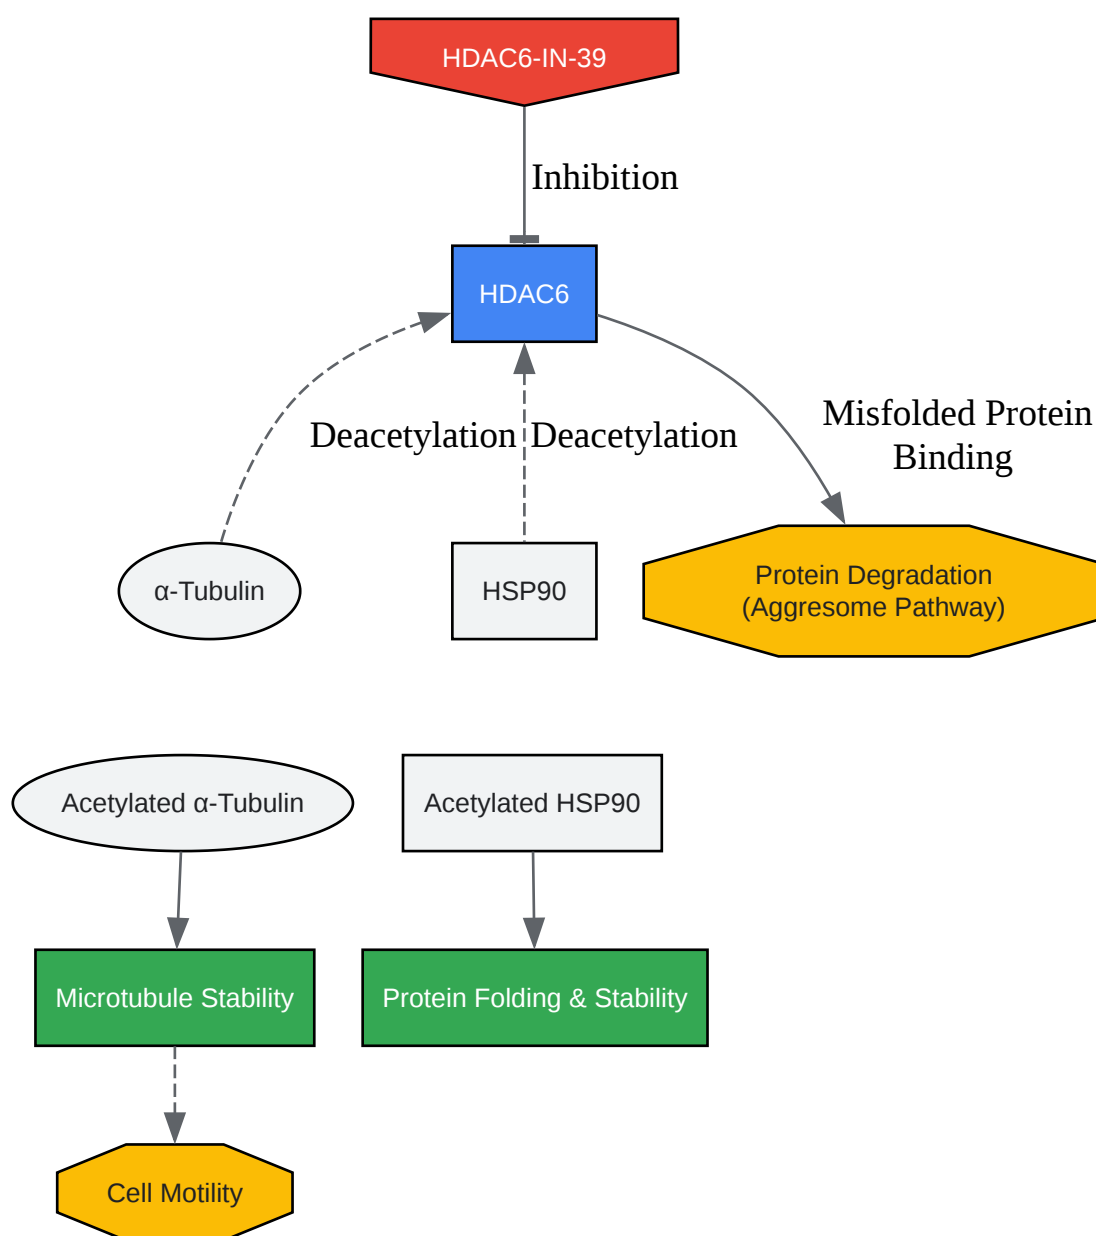 HDAC6-IN-39
Inhibition
HDAC6
Deacetylation
Deacetylation
Misfolded Protein
Binding
α-Tubulin
HSP90
Protein Degradation
(Aggresome Pathway)
Acetylated α-Tubulin
Acetylated HSP90
Microtubule Stability
Protein Folding & Stability
Cell Motility